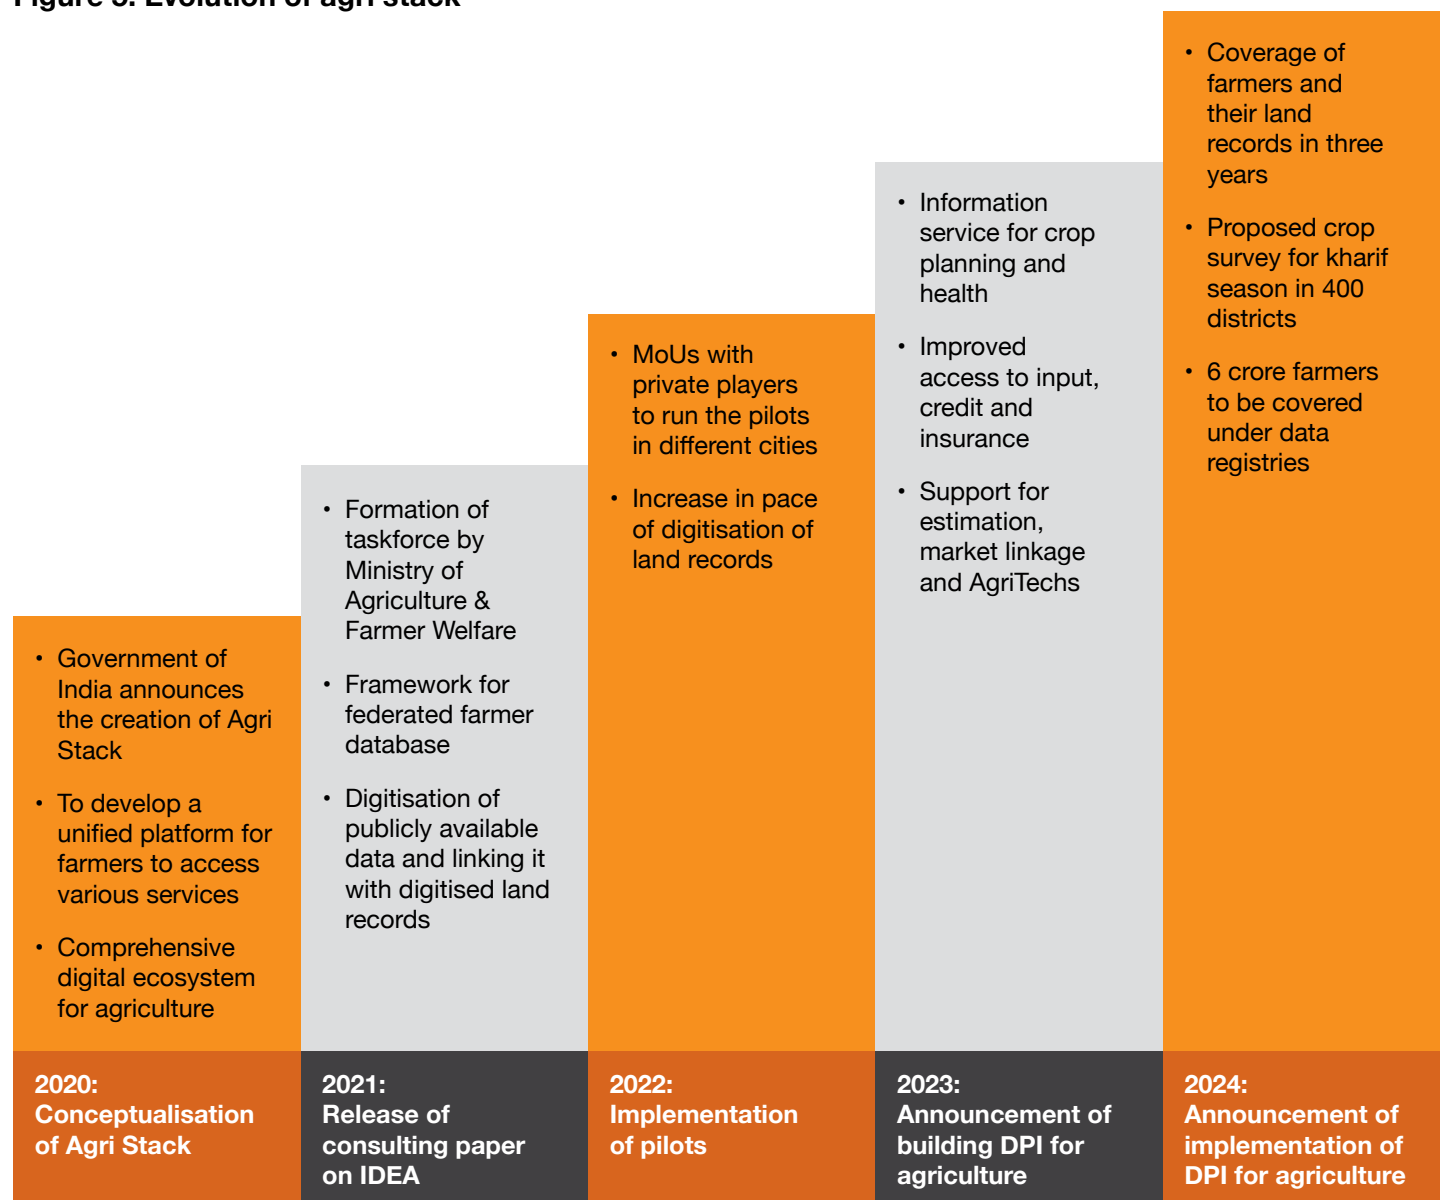 Figure 3: Evolution of agri stack
• Government of
India announces
the creation of Agri
Stack
• To develop a
unified platform for
farmers to access
various services
• Comprehensive
digital ecosystem
for agriculture
2020:
Conceptualisation
of Agri Stack
• Formation of
taskforce by
Ministry of
Agriculture &
Farmer Welfare
• Framework for
federated farmer
database
• Digitisation of
publicly available
data and linking it
with digitised land
records
2021:
Release of
consulting paper
on IDEA
• MoUs with
private players
to run the pilots
in different cities
• Increase in pace
of digitisation of
land records
2022:
Implementation
of pilots
• Information
service for crop
planning and
health
• Improved
access to input,
credit and
insurance
• Support for
estimation,
market linkage
and AgriTechs
2023:
Announcement of
building DPI for
agriculture
• Coverage of
farmers and
their land
records in three
years
• Proposed crop
survey for kharif
season in 400
districts
• 6 crore farmers
to be covered
under data
registries
2024:
Announcement of
implementation of
DPI for agriculture